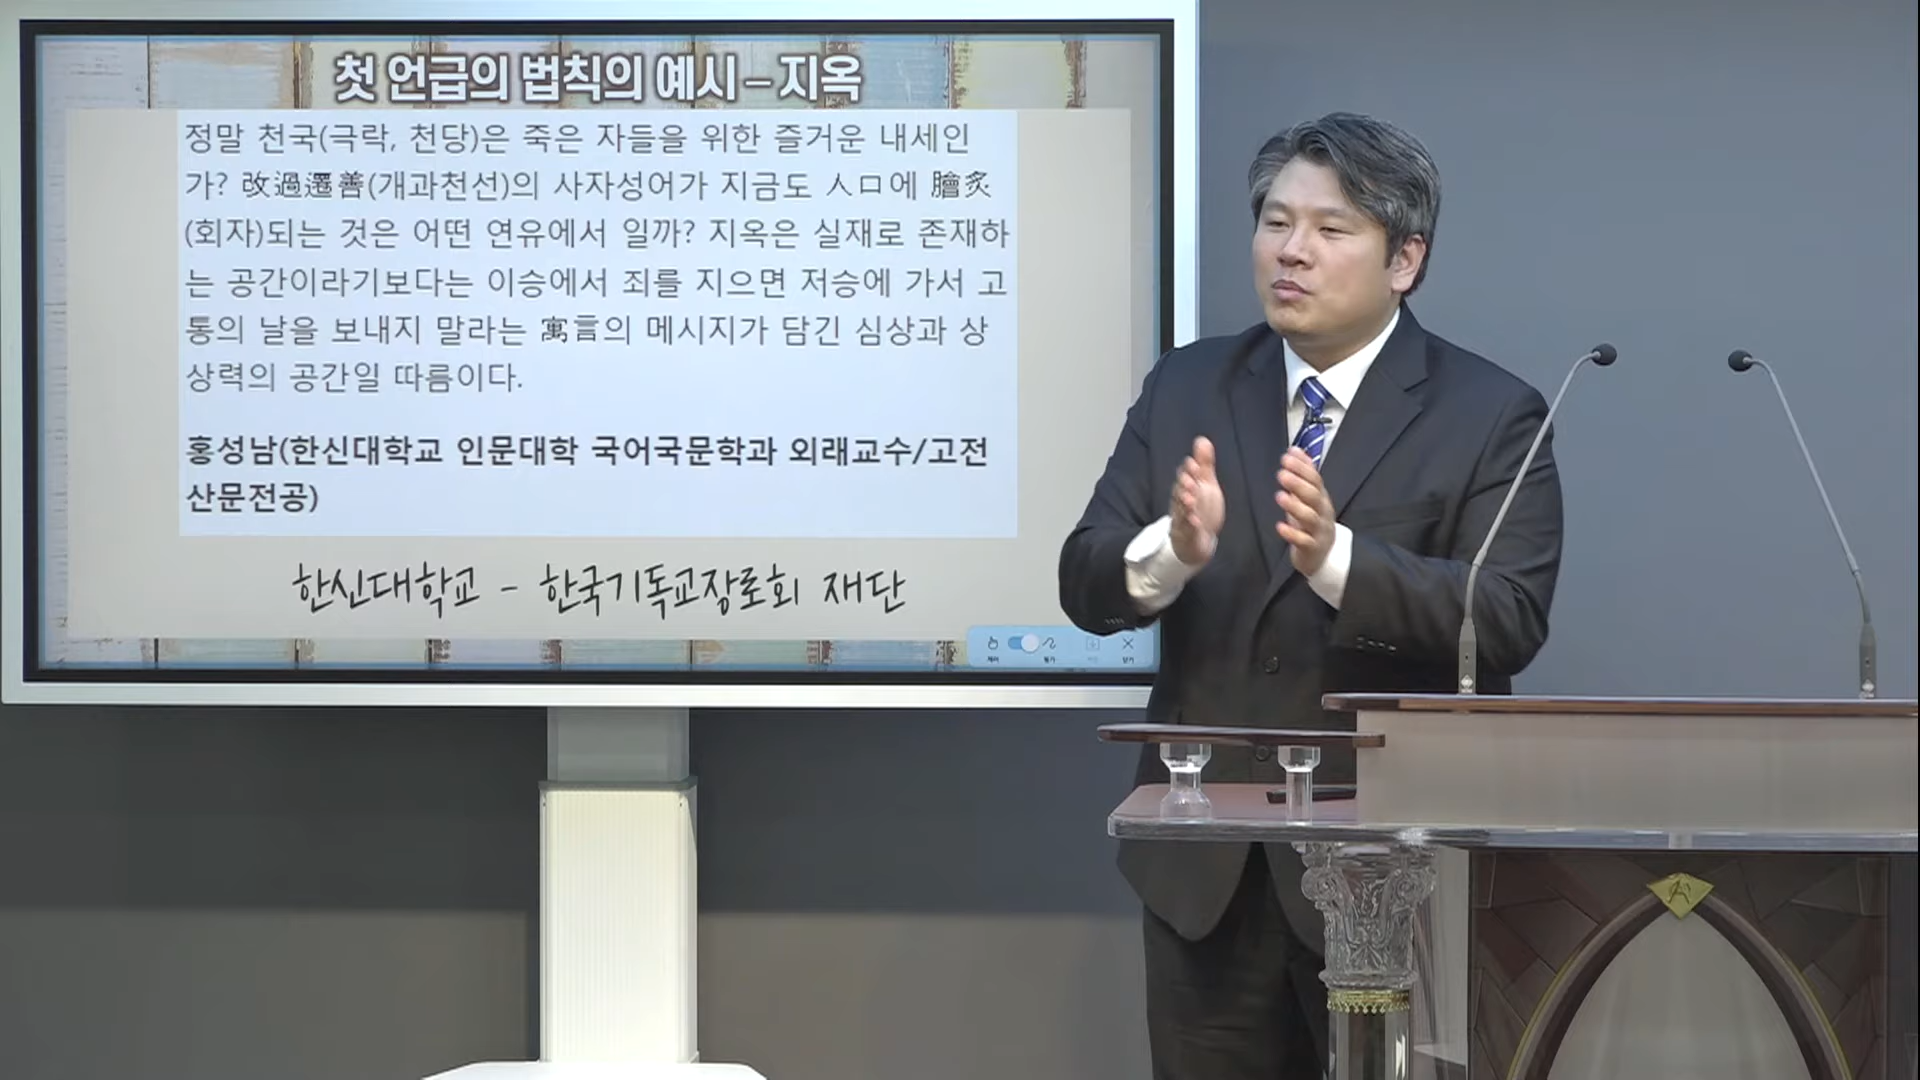 첫 언급의 법칙의 예시 – 지옥
정말 천국(극락, 천당)은 죽은 자들을 위한 즐거운 내세인
가? 改過遷善(개과천선)의 사자성어가 지금도 人口에 膾炙
(회자)되는 것은 어떤 연유에서 일까? 지옥은 실재로 존재하
는 공간이라기보다는 이승에서 죄를 지으면 저승에 가서 고
통의 날을 보내지 말라는 寓言의 메시지가 담긴 심상과 상
상력의 공간일 따름이다.
홍성남(한신대학교 인문대학 국어국문학과 외래교수/고전
산문전공)
한신대학교 - 한국기독교장로회 재단